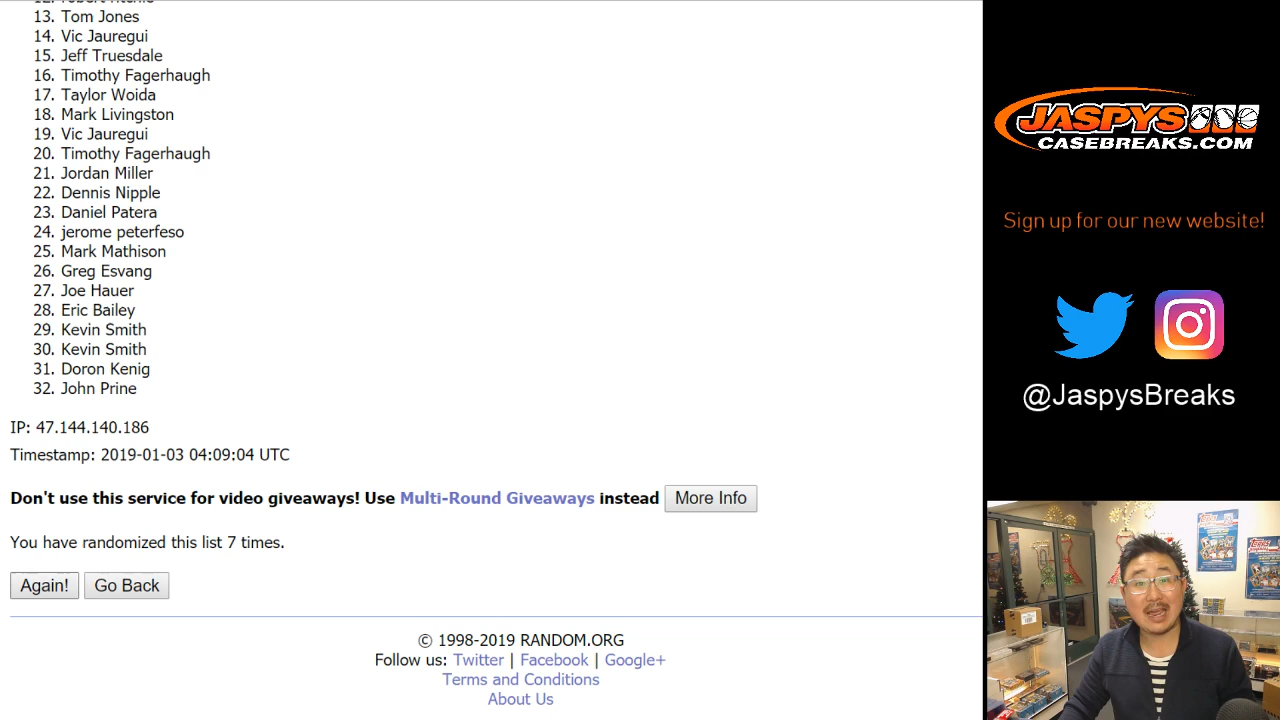 13. Tom Jones
14. Vic Jauregui
15. Jeff Truesdale
16. Timothy Fagerhaugh
17. Taylor Woida
18. Mark Livingston
19. Vic Jauregui
20. Timothy Fagerhaugh
21. Jordan Miller
22. Dennis Nipple
23. Daniel Patera
24. jerome peterfeso
25. Mark Mathison
26. Greg Esvang
27. Joe Hauer
28. Eric Bailey
29. Kevin Smith
30. Kevin Smith
31. Doron Kenig
32. John Prine
IP: 47.144.140.186
Timestamp: 2019-01-03 04:09:04 UTC
Don't use this service for video giveaways! Use Multi-Round Giveaways instead More Info
You have randomized this list 7 times.
Again! Go Back
© 1998-2019 RANDOM.ORG
Follow us: Twitter | Facebook | Google+
Terms and Conditions
About Us
JASPYS
CASEBREAKS.COM
Sign up for our new website!
@JaspysBreaks